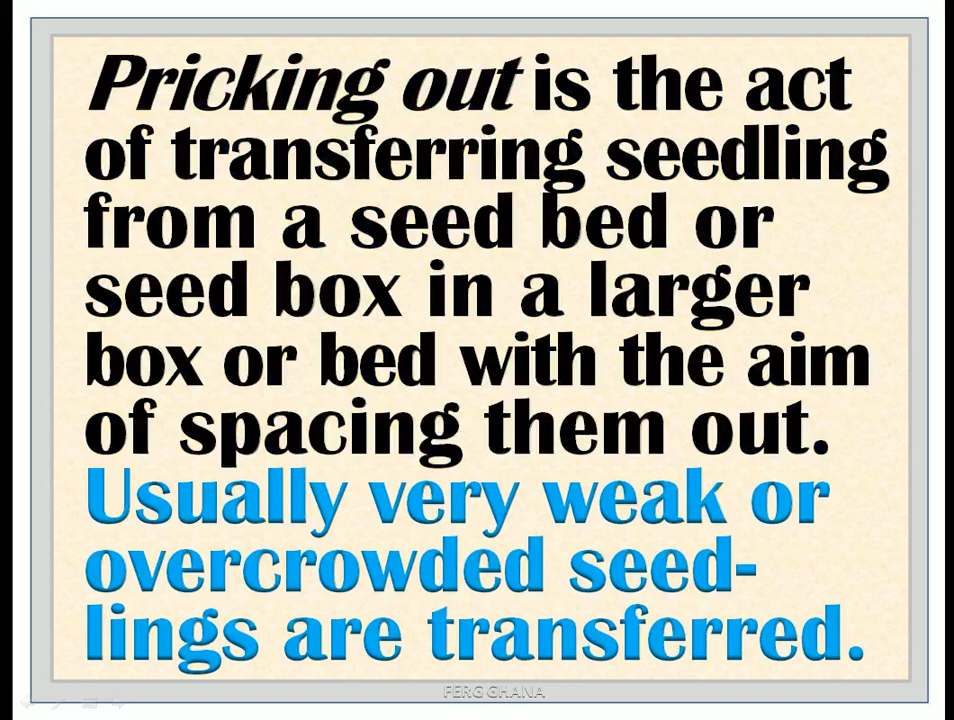 Pricking out is the act
of transferring seedling
from a seed bed or
seed box in a larger
box or bed with the aim
of spacing them out.
Usually very weak or
overcrowded seed-
lings are transferred.
FERG GHANA